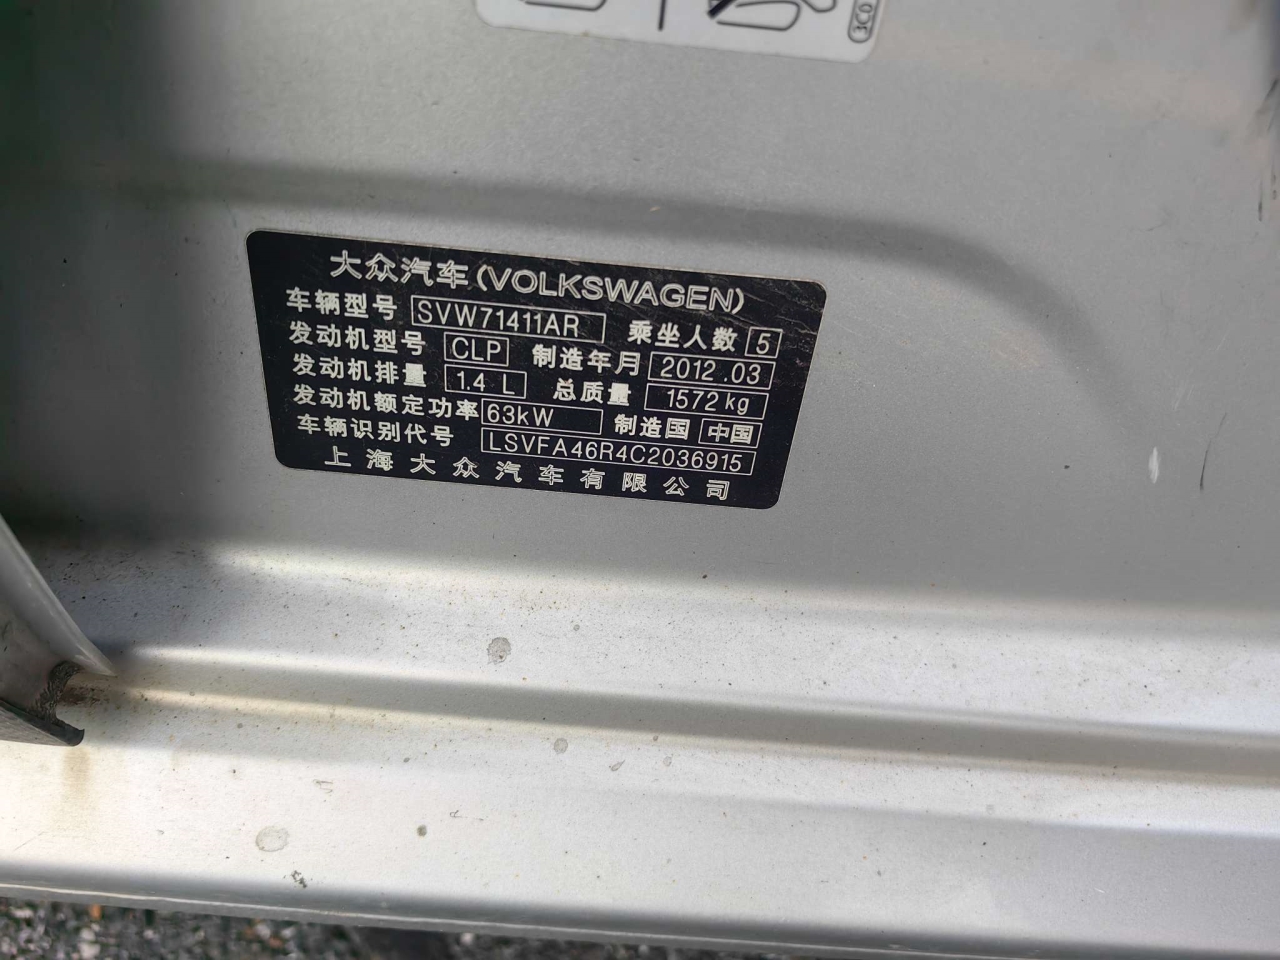 3C0
大众汽车(VOLKSWAGEN)
车辆型号 SVW71411AR 乘坐人数 5
发动机型号 CLP 制造年月 2012.03
发动机排量 1.4 L 总质量 1572 kg
发动机额定功率 63kW 制造国 中国
车辆识别代号 LSVFA46R4C2036915
上海大众汽车有限公司